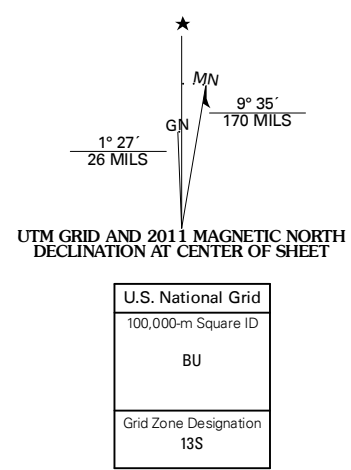 MN
GN
9° 35´
170 MILS
1° 27´
26 MILS
UTM GRID AND 2011 MAGNETIC NORTH
DECLINATION AT CENTER OF SHEET
U.S. National Grid
100,000-m Square ID
BU
Grid Zone Designation
13S